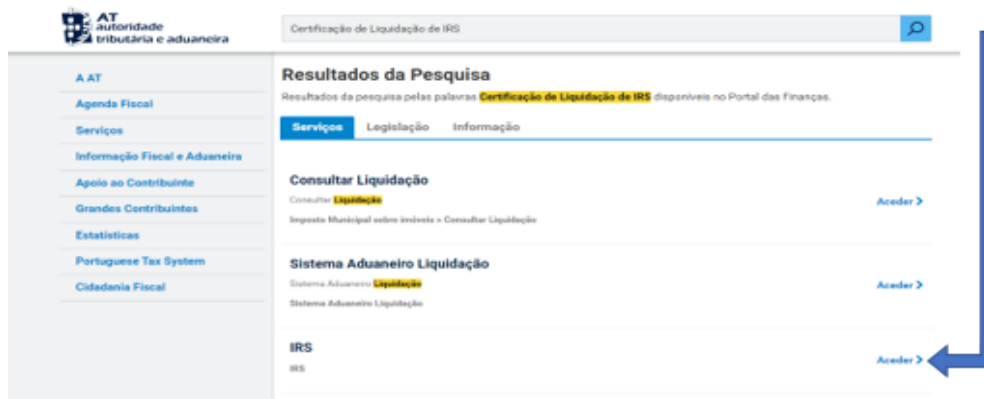 AT
autoridade
tributária e aduaneira
Certificação de Liquidação de IRS
A AT
Agenda Fiscal
Serviços
Informação Fiscal e Aduaneira
Apoio ao Contribuinte
Grandes Contribuintes
Estatísticas
Portuguese Tax System
Cidadania Fiscal
Resultados da Pesquisa
Resultados da pesquisa pelas palavras Certificação de Liquidação de IRS disponíveis no Portal das Finanças.
Serviços Legislação Informação
Consultar Liquidação
Consultar Liquidação
Aceder
Imposto Municipal sobre imóveis > Consultar Liquidação
Sistema Aduaneiro Liquidação
Sistema Aduaneiro Liquidação
Aceder
Sistema Aduaneiro Liquidação
IRS
Aceder
IRS